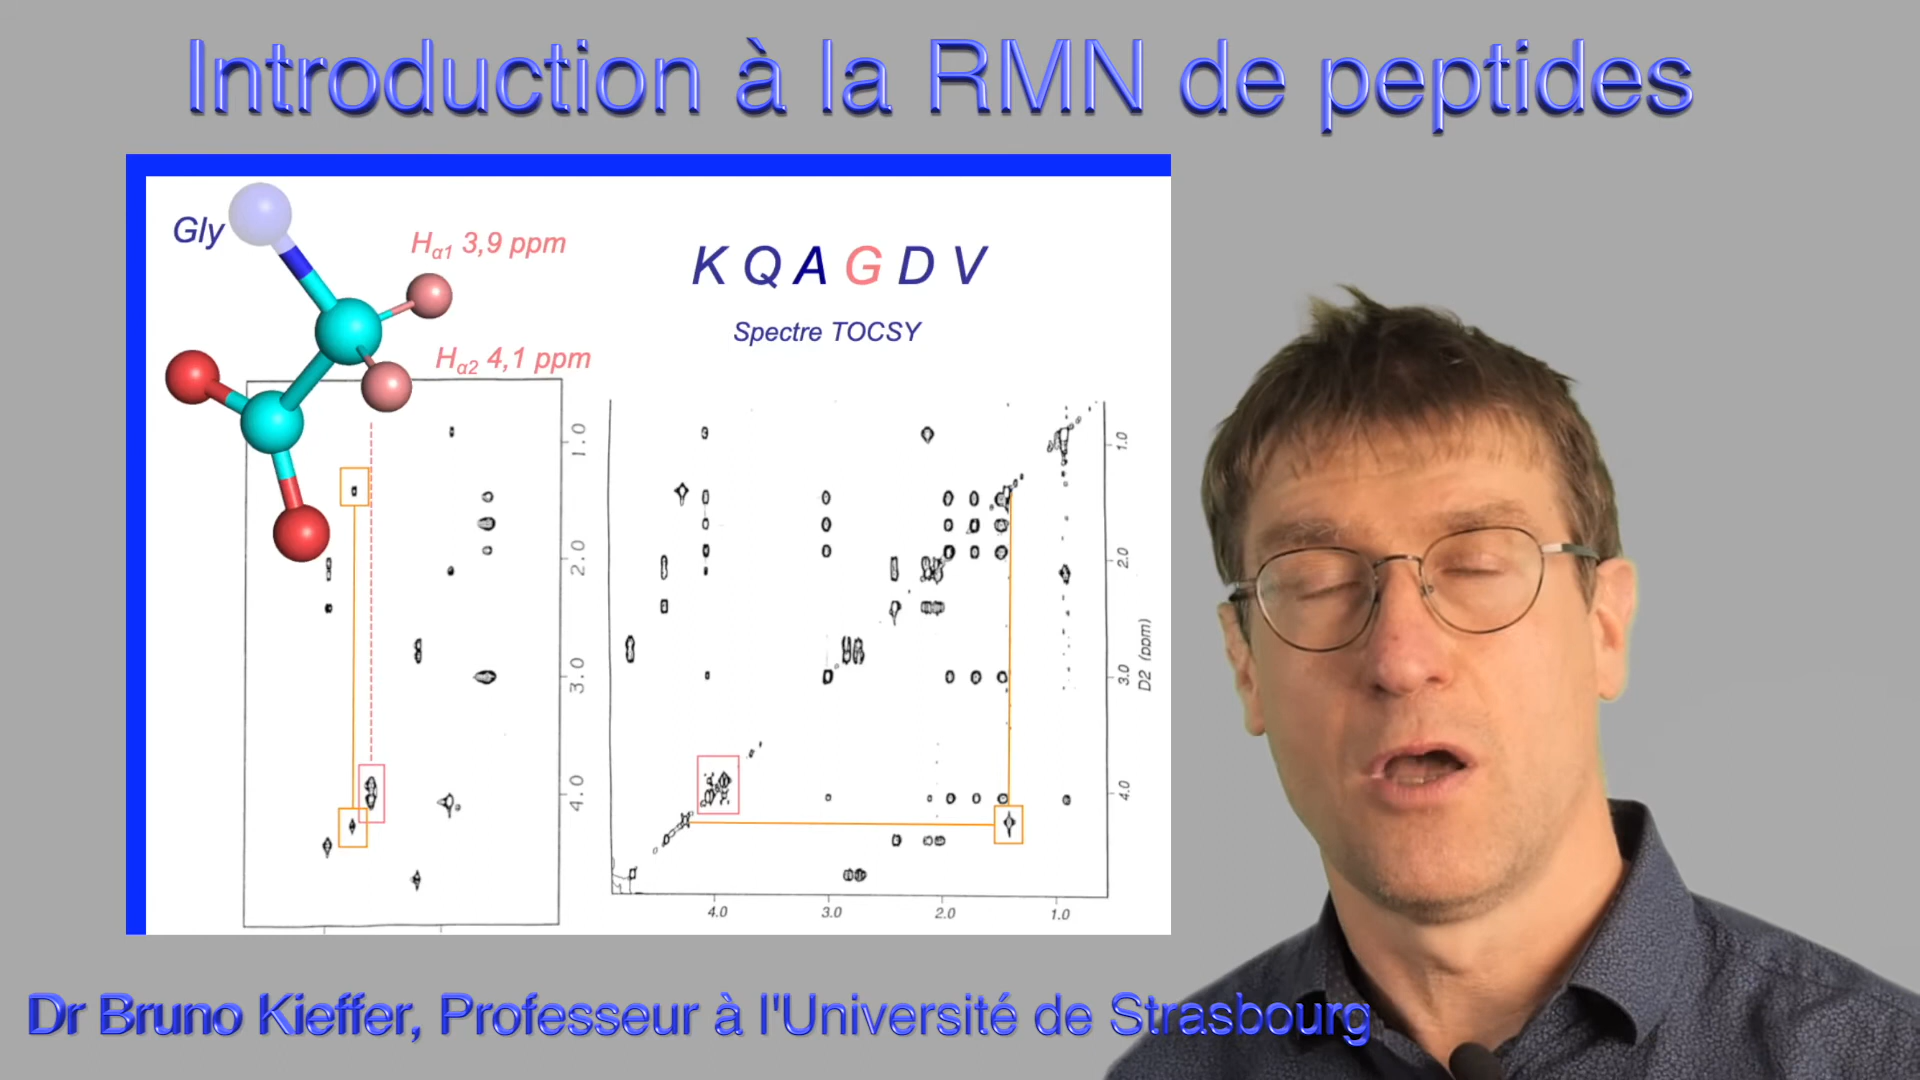 Introduction à la RMN de peptides
Gly
Hα1 3,9 ppm
Hα2 4,1 ppm
K Q A G D V
Spectre TOCSY
1.0
2.0
3.0
4.0
1.0
2.0
3.0
4.0
D2 (ppm)
4.0 3.0 2.0 1.0
Dr Bruno Kieffer, Professeur à l'Université de Strasbourg